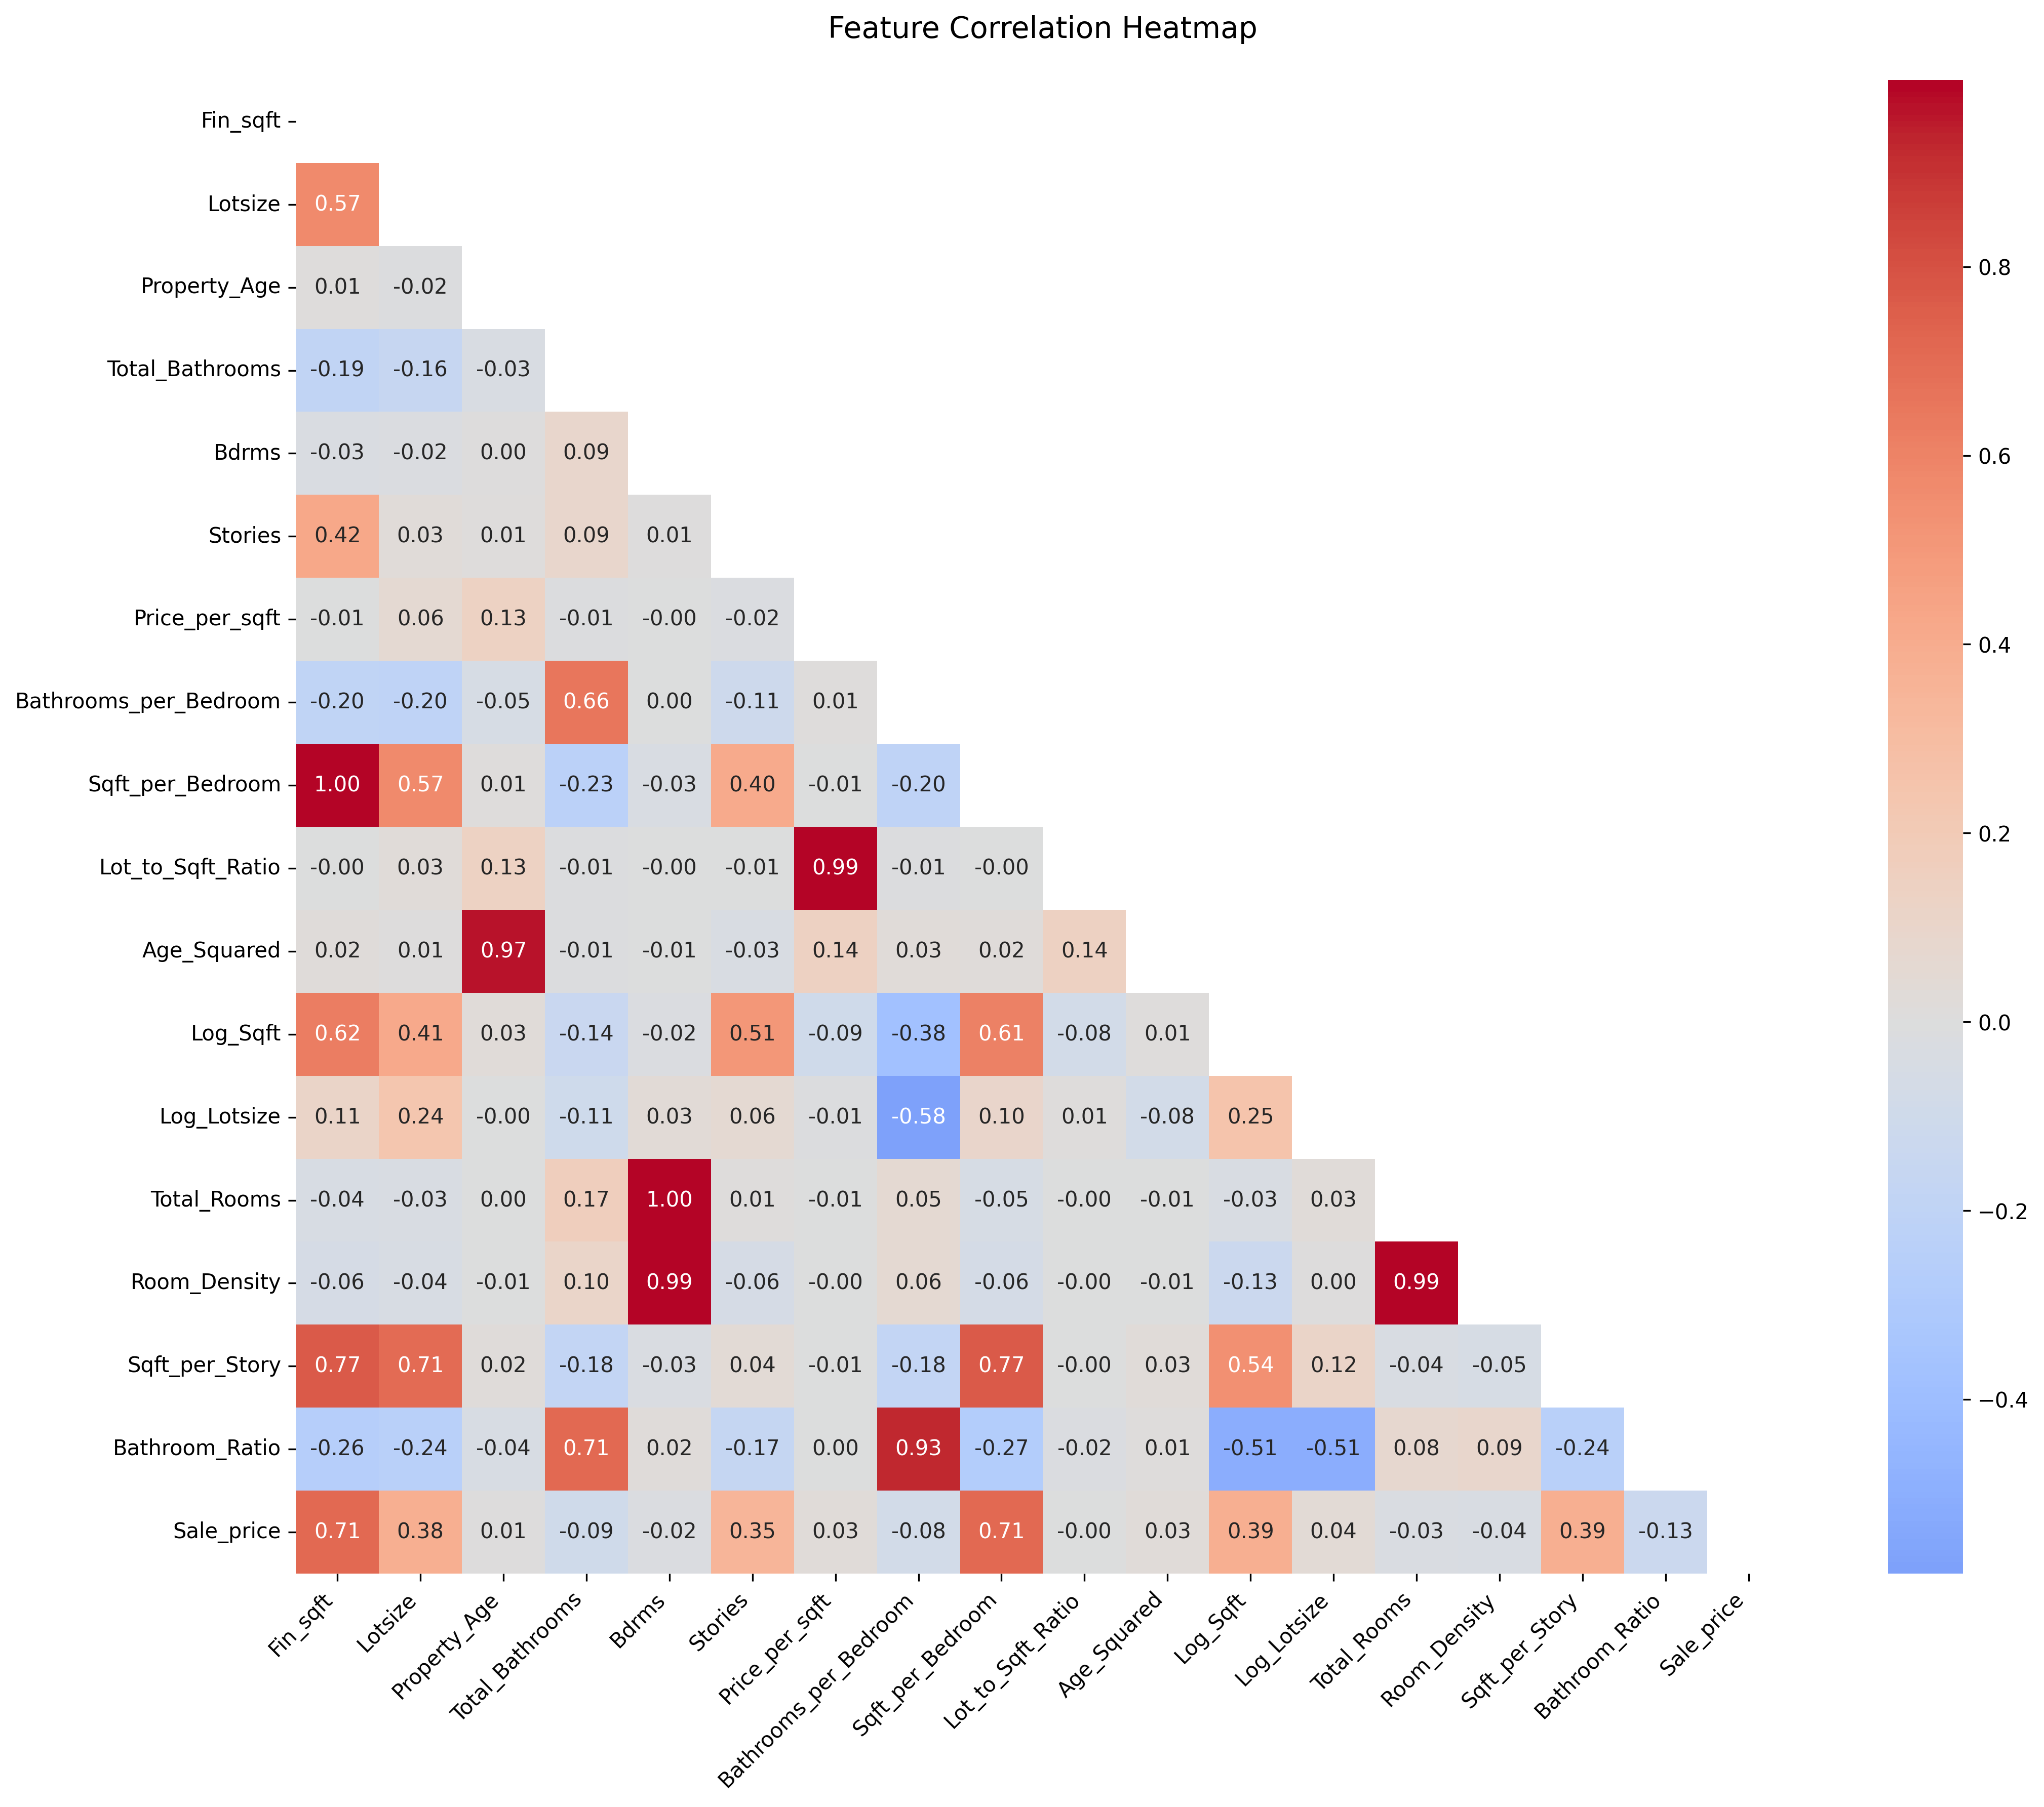 Feature Correlation Heatmap
Fin_sqft
Lotsize 0.57
Property_Age 0.01 -0.02
Total_Bathrooms -0.19 -0.16 -0.03
Bdrms -0.03 -0.02 0.00 0.09
Stories 0.42 0.03 0.01 0.09 0.01
Price_per_sqft -0.01 0.06 0.13 -0.01 -0.00 -0.02
Bathrooms_per_Bedroom -0.20 -0.20 -0.05 0.66 0.00 -0.11 0.01
Sqft_per_Bedroom 1.00 0.57 0.01 -0.23 -0.03 0.40 -0.01 -0.20
Lot_to_Sqft_Ratio -0.00 0.03 0.13 -0.01 -0.00 -0.01 0.99 -0.01 -0.00
Age_Squared 0.02 0.01 0.97 -0.01 -0.01 -0.03 0.14 0.03 0.02 0.14
Log_Sqft 0.62 0.41 0.03 -0.14 -0.02 0.51 -0.09 -0.38 0.61 -0.08 0.01
Log_Lotsize 0.11 0.24 -0.00 -0.11 0.03 0.06 -0.01 -0.58 0.10 0.01 -0.08 0.25
Total_Rooms -0.04 -0.03 0.00 0.17 1.00 0.01 -0.01 0.05 -0.05 -0.00 -0.01 -0.03 0.03
Room_Density -0.06 -0.04 -0.01 0.10 0.99 -0.06 -0.00 0.06 -0.06 -0.00 -0.01 -0.13 0.00 0.99
Sqft_per_Story 0.77 0.71 0.02 -0.18 -0.03 0.04 -0.01 -0.18 0.77 -0.00 0.03 0.54 0.12 -0.04 -0.05
Bathroom_Ratio -0.26 -0.24 -0.04 0.71 0.02 -0.17 0.00 0.93 -0.27 -0.02 0.01 -0.51 -0.51 0.08 0.09 -0.24
Sale_price 0.71 0.38 0.01 -0.09 -0.02 0.35 0.03 -0.08 0.71 -0.00 0.03 0.39 0.04 -0.03 -0.04 0.39 -0.13
Fin_sqft
Lotsize
Property_Age
Total_Bathrooms
Bdrms
Stories
Price_per_sqft
Bathrooms_per_Bedroom
Sqft_per_Bedroom
Lot_to_Sqft_Ratio
Age_Squared
Log_Sqft
Log_Lotsize
Total_Rooms
Room_Density
Sqft_per_Story
Bathroom_Ratio
Sale_price
0.8
0.6
0.4
0.2
0.0
−0.2
−0.4